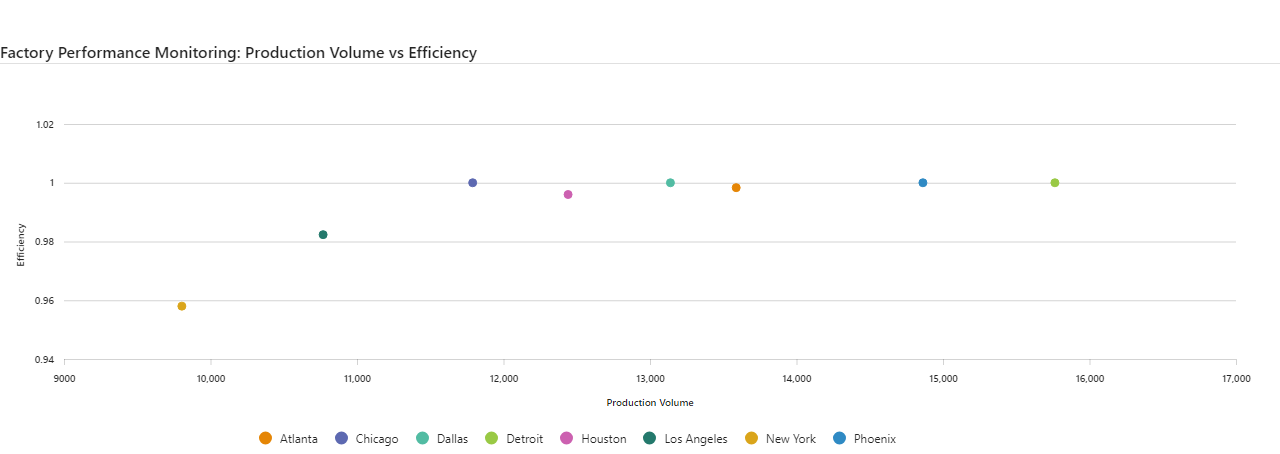 Factory Performance Monitoring: Production Volume vs Efficiency
1.02
1
0.98
0.96
0.94
Efficiency
9000 10,000 11,000 12,000 13,000 14,000 15,000 16,000 17,000
Production Volume
Atlanta Chicago Dallas Detroit Houston Los Angeles New York Phoenix